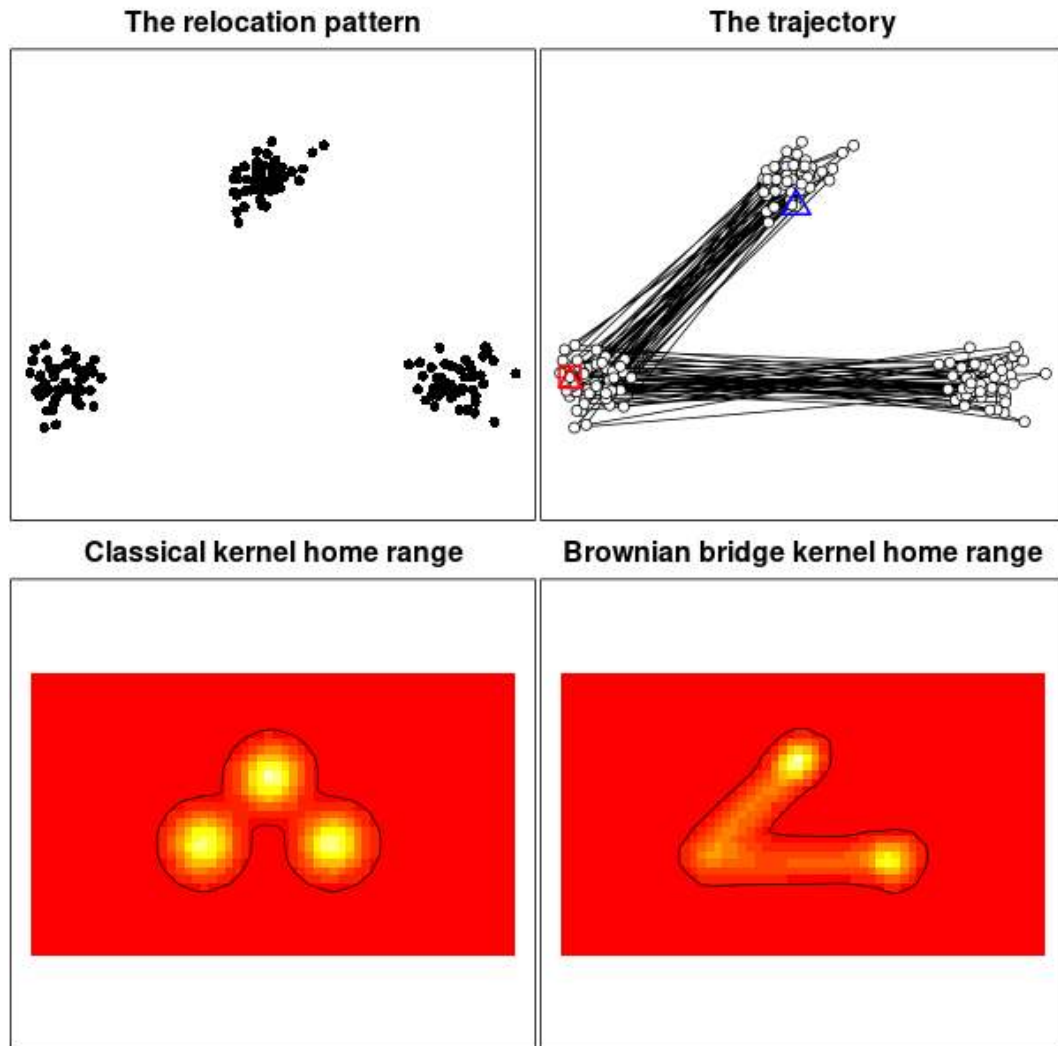 The relocation pattern
The trajectory
Classical kernel home range
Brownian bridge kernel home range